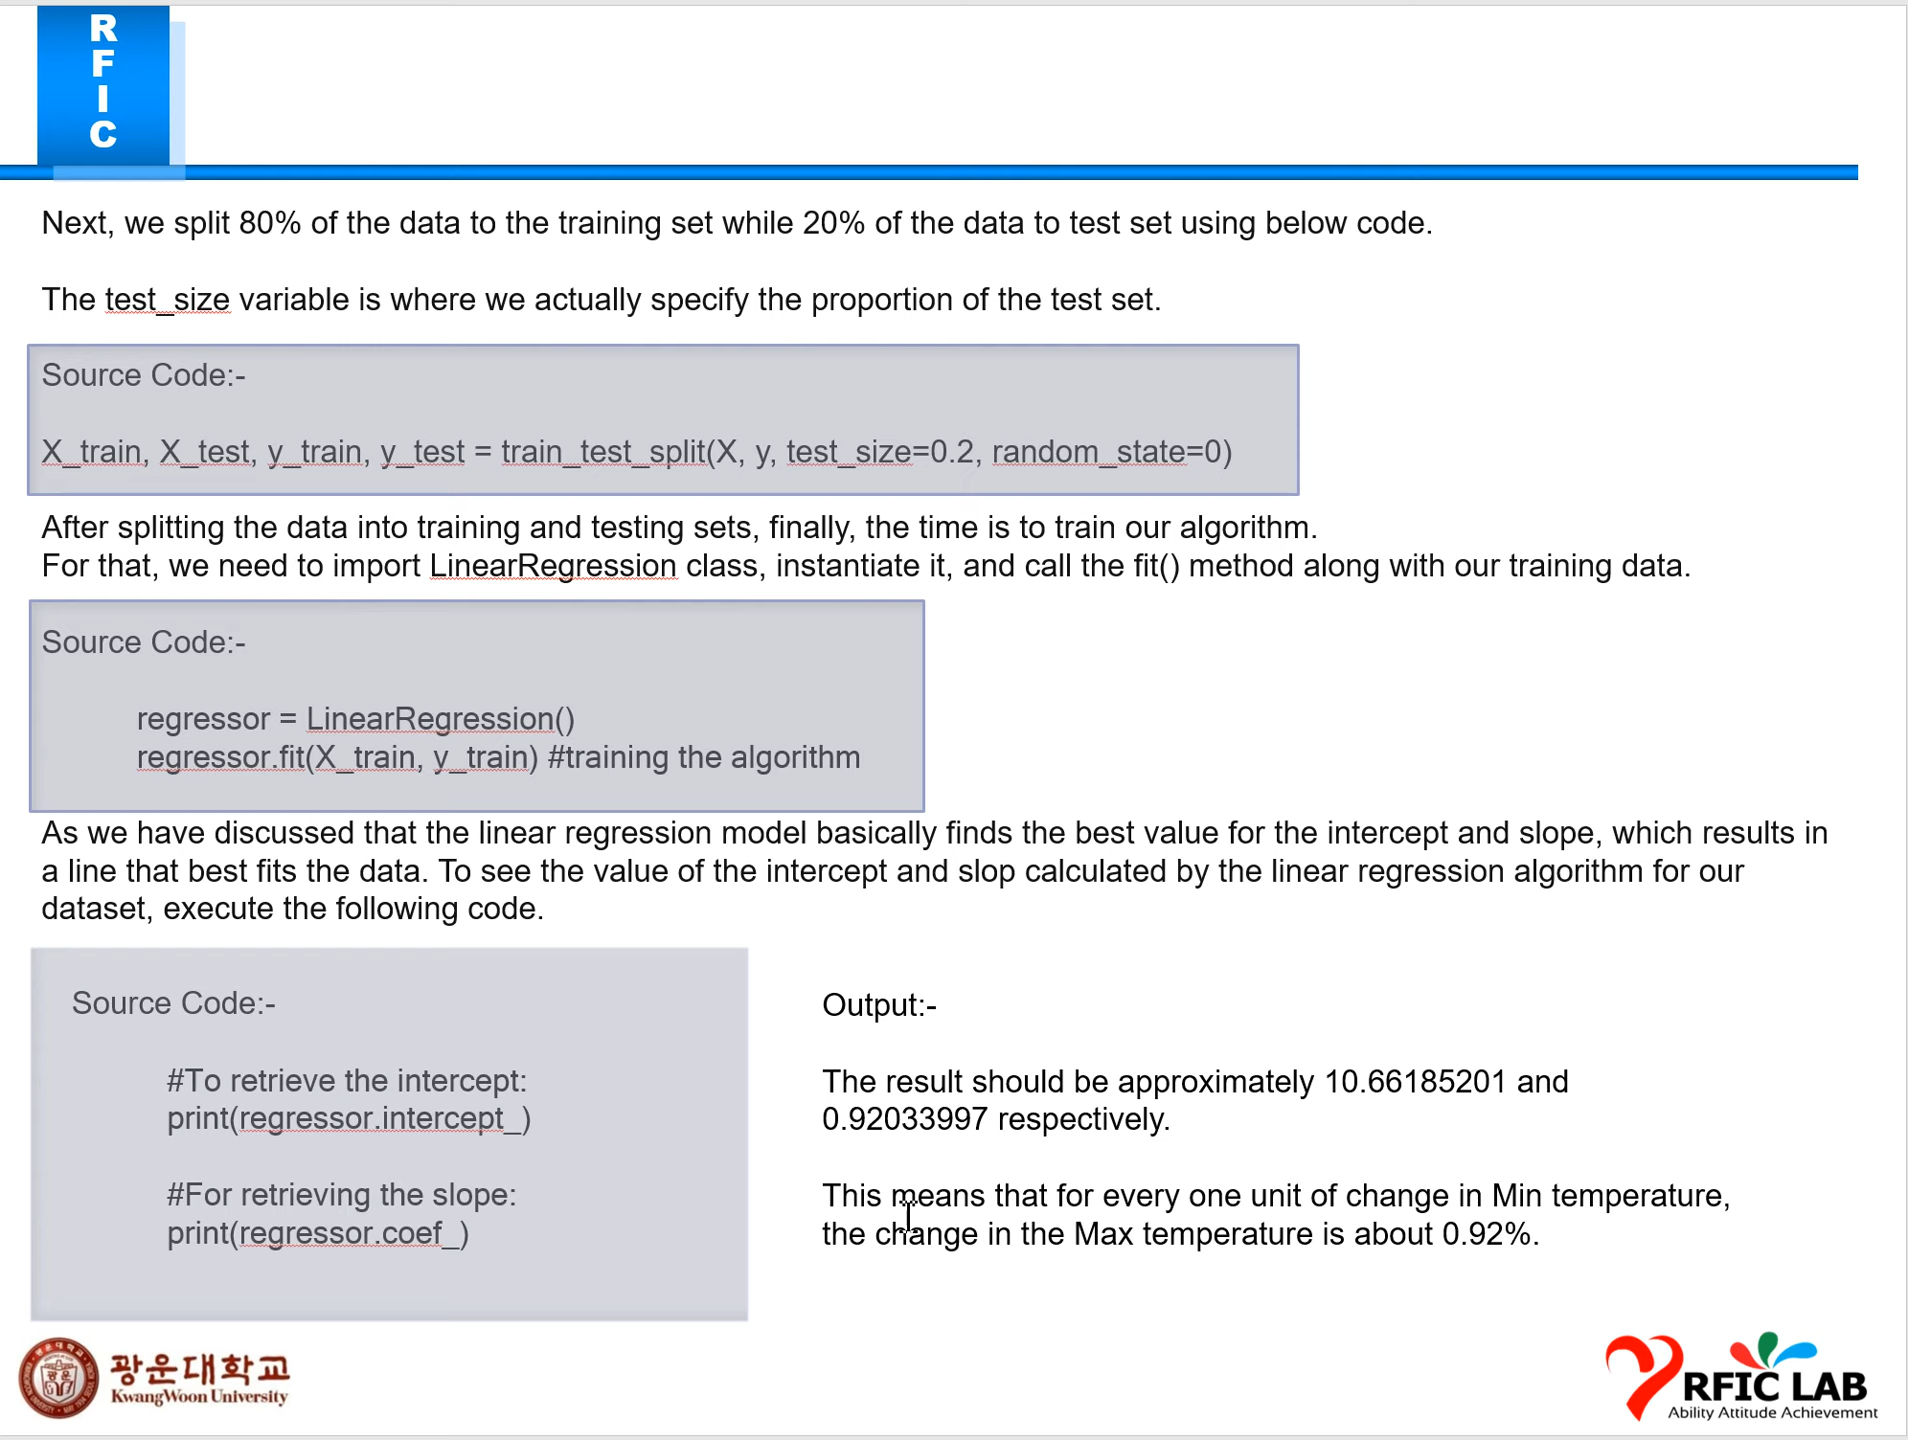 R
F
I
C
Next, we split 80% of the data to the training set while 20% of the data to test set using below code.
The test_size variable is where we actually specify the proportion of the test set.
Source Code:-
X_train, X_test, y_train, y_test = train_test_split(X, y, test_size=0.2, random_state=0)
After splitting the data into training and testing sets, finally, the time is to train our algorithm.
For that, we need to import LinearRegression class, instantiate it, and call the fit() method along with our training data.
Source Code:-
regressor = LinearRegression()
regressor.fit(X_train, y_train) #training the algorithm
As we have discussed that the linear regression model basically finds the best value for the intercept and slope, which results in
a line that best fits the data. To see the value of the intercept and slop calculated by the linear regression algorithm for our
dataset, execute the following code.
Source Code:-
#To retrieve the intercept:
print(regressor.intercept_)
#For retrieving the slope:
print(regressor.coef_)
Output:-
The result should be approximately 10.66185201 and
0.92033997 respectively.
This means that for every one unit of change in Min temperature,
the change in the Max temperature is about 0.92%.
광운대학교
KwangWoon University
RFIC LAB
Ability Attitude Achievement